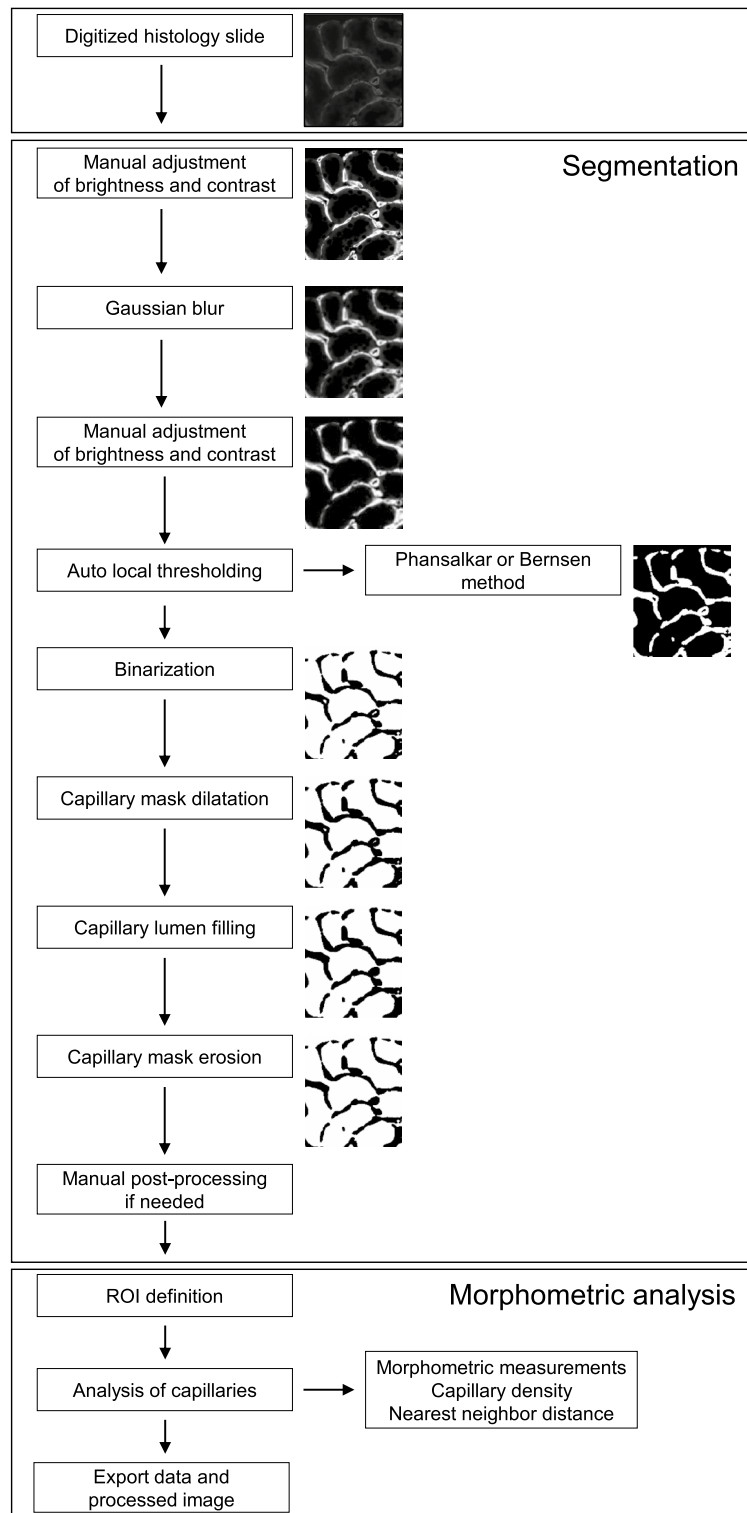 Digitized histology slide
Segmentation
Manual adjustment
of brightness and contrast
Gaussian blur
Manual adjustment
of brightness and contrast
Auto local thresholding
Phansalkar or Bernsen
method
Binarization
Capillary mask dilatation
Capillary lumen filling
Capillary mask erosion
Manual post-processing
if needed
Morphometric analysis
ROI definition
Analysis of capillaries
Morphometric measurements
Capillary density
Nearest neighbor distance
Export data and
processed image